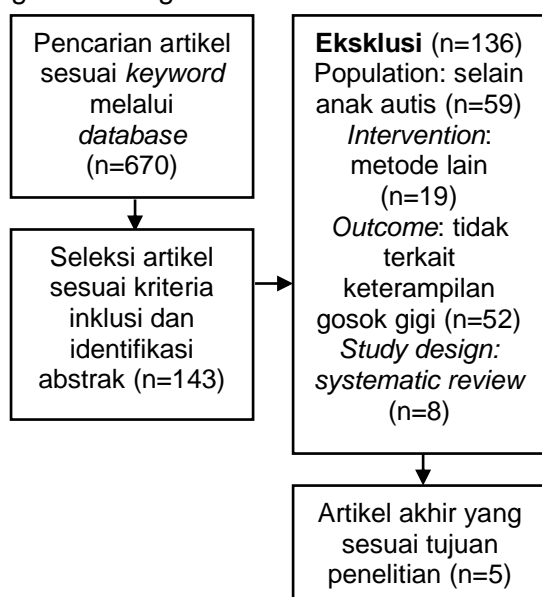 Pencarian artikel
sesuai keyword
melalui
database
(n=670)
Seleksi artikel
sesuai kriteria
inklusi dan
identifikasi
abstrak (n=143)
Eksklusi (n=136)
Population: selain
anak autis (n=59)
Intervention:
metode lain
(n=19)
Outcome: tidak
terkait
keterampilan
gosok gigi (n=52)
Study design:
systematic review
(n=8)
Artikel akhir yang
sesuai tujuan
penelitian (n=5)